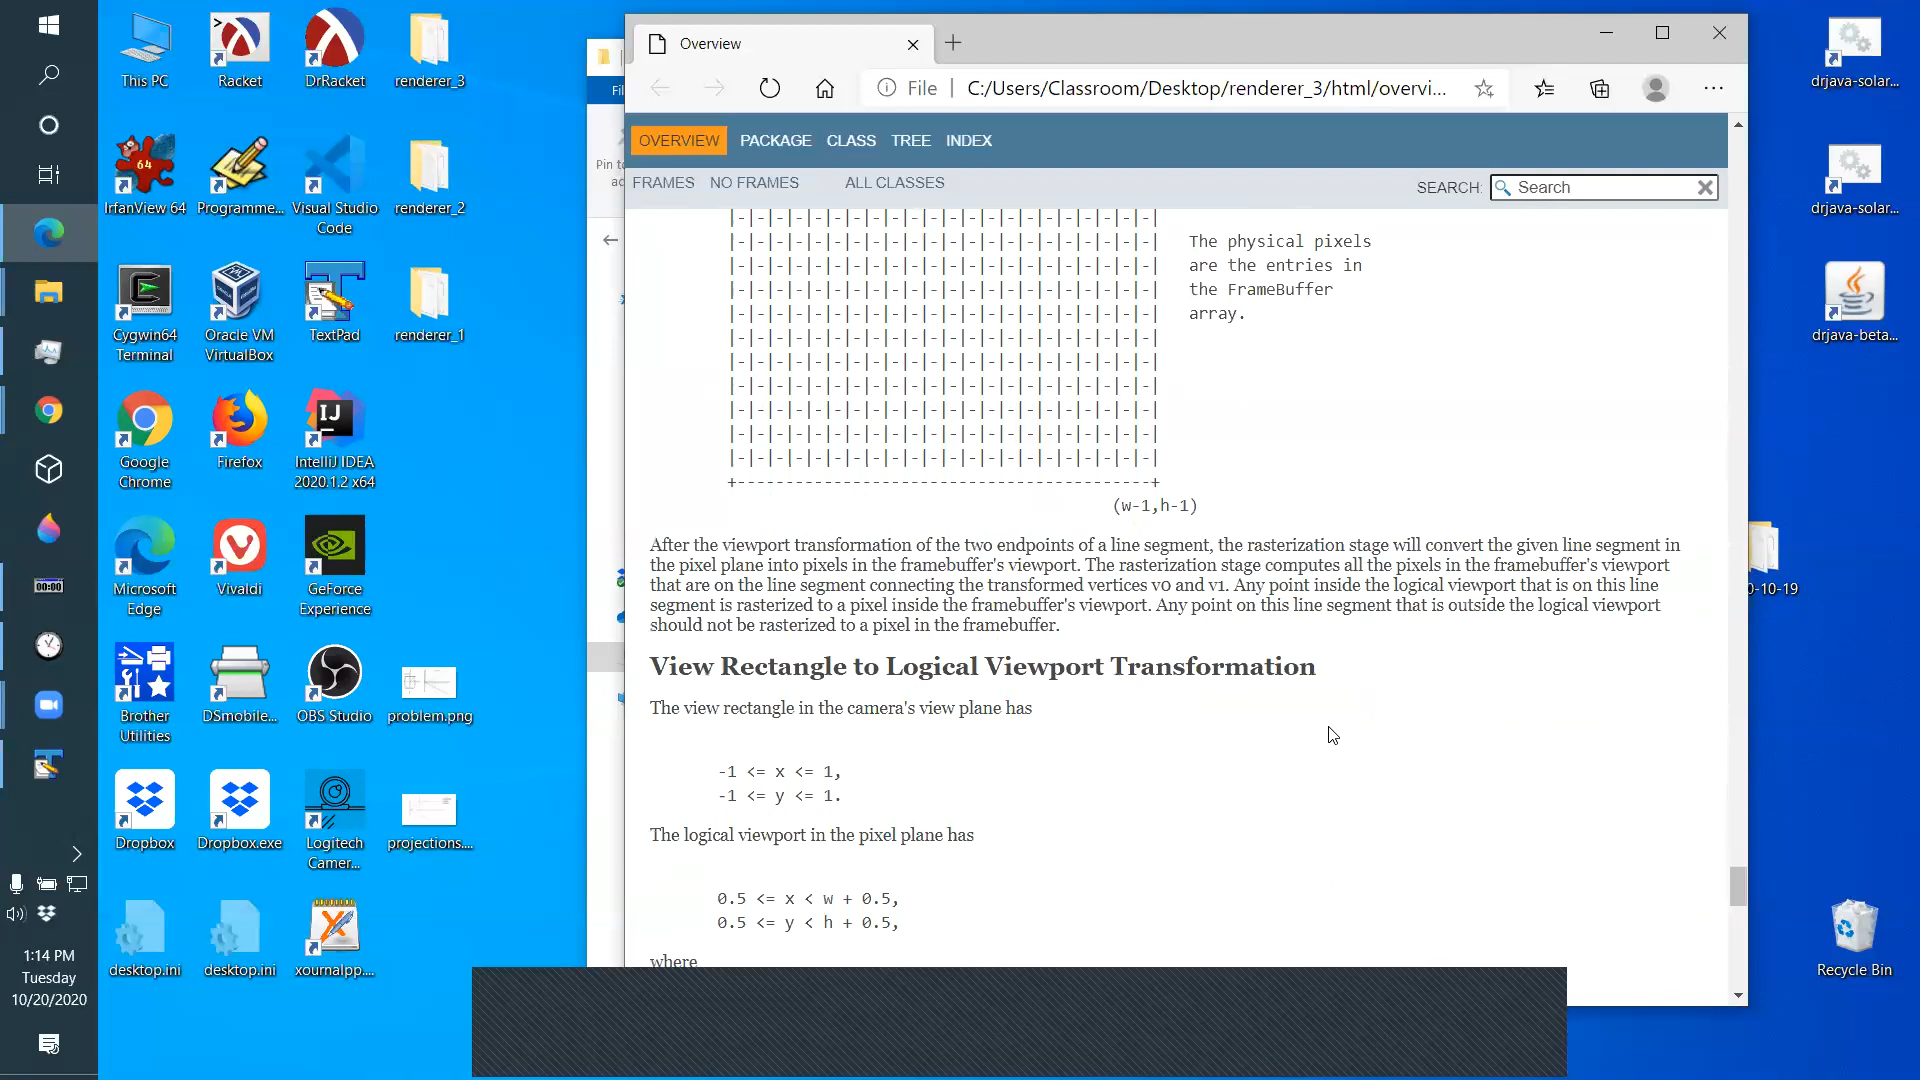 This PC
Racket
DrRacket
renderer_3
IrfanView 64
Programme...
Visual Studio
Code
renderer_2
Cygwin64
Terminal
Oracle VM
VirtualBox
TextPad
renderer_1
Google
Chrome
Firefox
IntelliJ IDEA
2020.1.2 x64
Microsoft
Edge
Vivaldi
GeForce
Experience
Brother
Utilities
DSmobile...
OBS Studio
problem.png
Dropbox
Dropbox.exe
Logitech
Camer...
projections....
desktop.ini
desktop.ini
xournalpp....
00:00
1:14 PM
Tuesday
10/20/2020
Fil
Pin to
ac
Overview
File
C:/Users/Classroom/Desktop/renderer_3/html/overvi...
OVERVIEW PACKAGE CLASS TREE INDEX
FRAMES NO FRAMES ALL CLASSES
SEARCH: Search
|-|-|-|-|-|-|-|-|-|-|-|-|-|-|-|-|-|-|-|-|-|-|
|-|-|-|-|-|-|-|-|-|-|-|-|-|-|-|-|-|-|-|-|-|-| The physical pixels
|-|-|-|-|-|-|-|-|-|-|-|-|-|-|-|-|-|-|-|-|-|-| are the entries in
|-|-|-|-|-|-|-|-|-|-|-|-|-|-|-|-|-|-|-|-|-|-| the FrameBuffer
|-|-|-|-|-|-|-|-|-|-|-|-|-|-|-|-|-|-|-|-|-|-| array.
|-|-|-|-|-|-|-|-|-|-|-|-|-|-|-|-|-|-|-|-|-|-|
|-|-|-|-|-|-|-|-|-|-|-|-|-|-|-|-|-|-|-|-|-|-|
|-|-|-|-|-|-|-|-|-|-|-|-|-|-|-|-|-|-|-|-|-|-|
|-|-|-|-|-|-|-|-|-|-|-|-|-|-|-|-|-|-|-|-|-|-|
|-|-|-|-|-|-|-|-|-|-|-|-|-|-|-|-|-|-|-|-|-|-|
|-|-|-|-|-|-|-|-|-|-|-|-|-|-|-|-|-|-|-|-|-|-|
+-------------------------------------------+
(w-1,h-1)
After the viewport transformation of the two endpoints of a line segment, the rasterization stage will convert the given line segment in
the pixel plane into pixels in the framebuffer's viewport. The rasterization stage computes all the pixels in the framebuffer's viewport
that are on the line segment connecting the transformed vertices v0 and v1. Any point inside the logical viewport that is on this line
segment is rasterized to a pixel inside the framebuffer's viewport. Any point on this line segment that is outside the logical viewport
should not be rasterized to a pixel in the framebuffer.
View Rectangle to Logical Viewport Transformation
The view rectangle in the camera's view plane has
-1 <= x <= 1,
-1 <= y <= 1.
The logical viewport in the pixel plane has
0.5 <= x < w + 0.5,
0.5 <= y < h + 0.5,
where
drjava-solar...
drjava-solar...
drjava-beta...
0-10-19
Recycle Bin